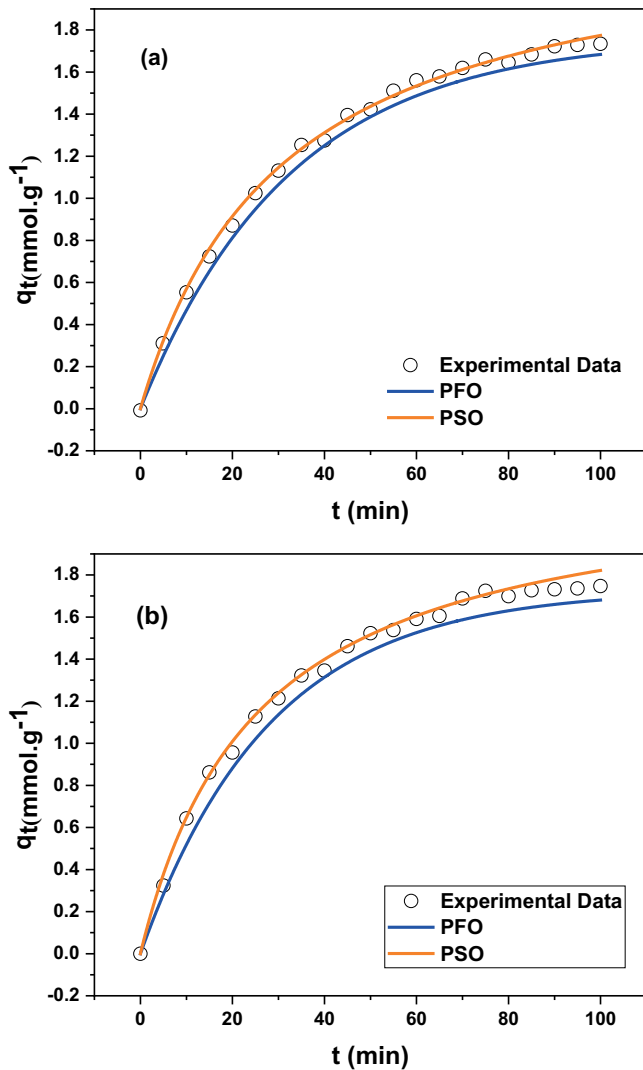 (a)
1.8
1.6
1.4
1.2
1.0
0.8
0.6
0.4
0.2
0.0
-0.2
qt(mmol.g-1)
Experimental Data
PFO
PSO
0 20 40 60 80 100
t (min)
(b)
1.8
1.6
1.4
1.2
1.0
0.8
0.6
0.4
0.2
0.0
-0.2
qt(mmol.g-1)
Experimental Data
PFO
PSO
0 20 40 60 80 100
t (min)